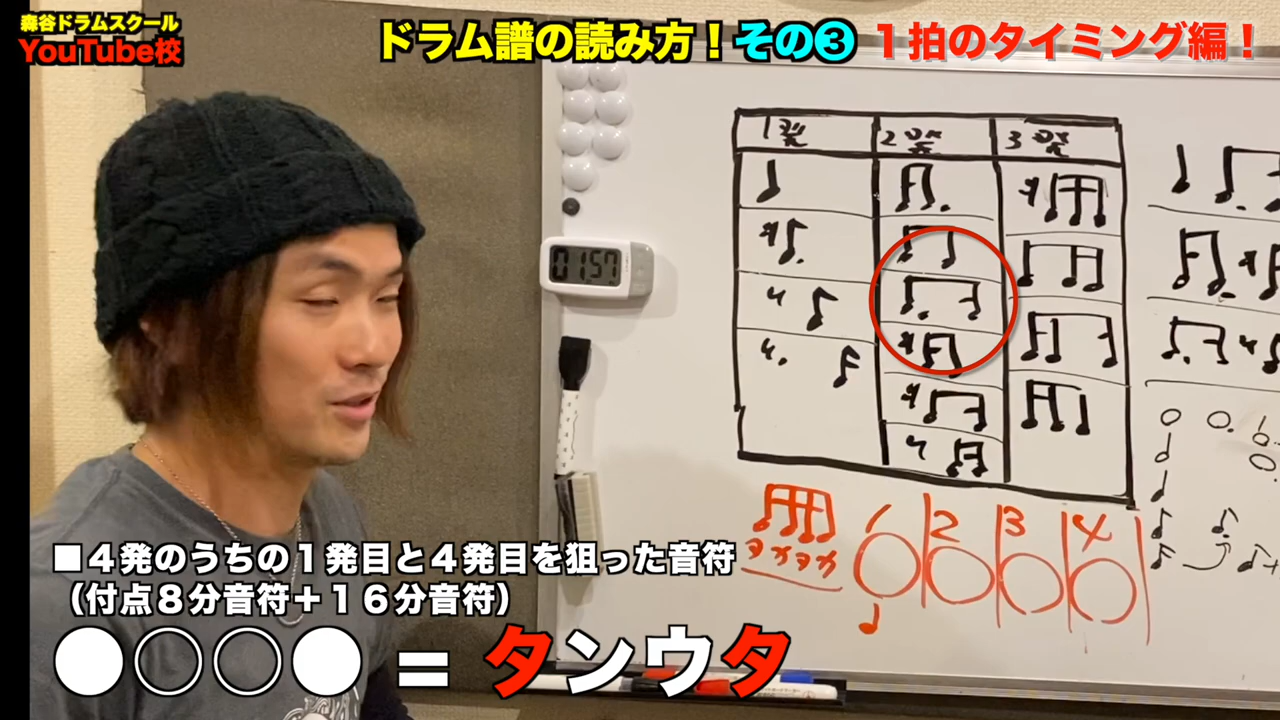 森谷ドラムスクール
YouTube校
ドラム譜の読み方！その③ １拍のタイミング編！
1発
2発
3発
01:57
タカタカ
1
2
3
4
■４発のうちの１発目と４発目を狙った音符
（付点８分音符＋１６分音符）
●○○●＝タンウタ